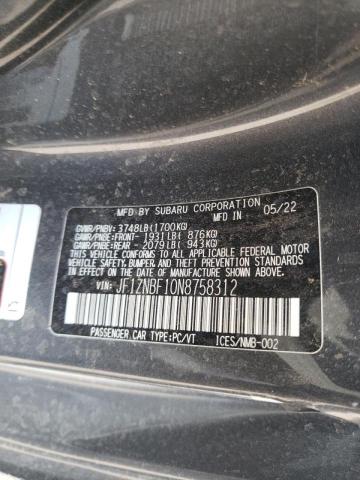 MFD BY SUBARU CORPORATION
MFD IN 05/22
GVWR/PNBV: 3748LB(1700KG)
GAWR/PNBE:FRONT- 1931LB( 876KG)
GAWR/PNBE:REAR - 2079LB( 943KG)
THIS VEHICLE CONFORMS TO ALL APPLICABLE FEDERAL MOTOR
VEHICLE SAFETY, BUMPER AND THEFT PREVENTION
STANDARDS IN EFFECT ON THE DATE OF MANUFACTURE
SHOWN ABOVE.
VIN: JF1ZNBF10N8758312
PASSENGER CAR TYPE:PC/VT ICES/NMB-002